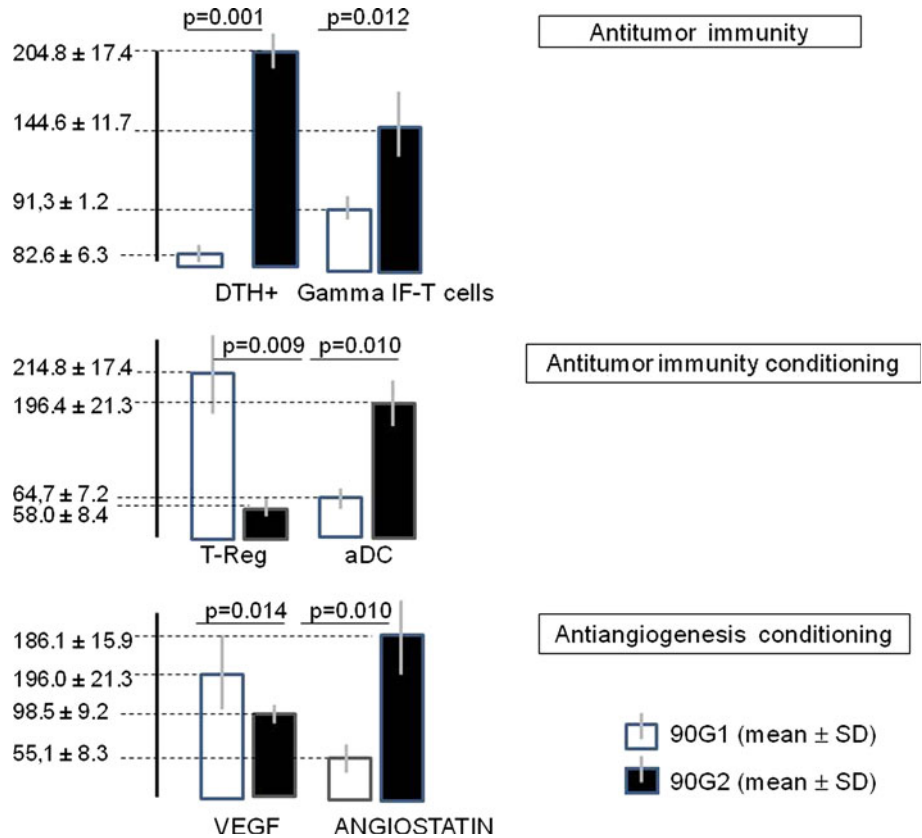 p=0.001 p=0.012
Antitumor immunity
204.8 ± 17.4
144.6 ± 11.7
91,3 ± 1.2
82.6 ± 6.3
DTH+ Gamma IF-T cells
p=0.009 p=0.010
Antitumor immunity conditioning
214.8 ± 17.4
196.4 ± 21.3
64,7 ± 7.2
58.0 ± 8.4
T-Reg aDC
p=0.014 p=0.010
Antiangiogenesis conditioning
186.1 ± 15.9
196.0 ± 21.3
98.5 ± 9.2
55,1 ± 8.3
VEGF ANGIOSTATIN
90G1 (mean ± SD)
90G2 (mean ± SD)